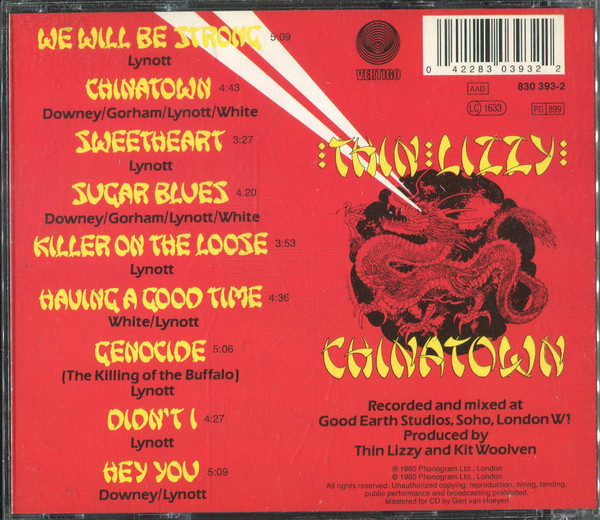 WE WILL BE STRONG 5:09
Lynott
CHINATOWN 4:43
Downey/Gorham/Lynott/White
SWEETHEART 3:27
Lynott
SUGAR BLUES 4.20
Downey/Gorham/Lynott/White
KILLER ON THE LOOSE 3:53
Lynott
HAVING A GOOD TIME 4:36
White/Lynott
GENOCIDE 5:06
(The Killing of the Buffalo)
Lynott
DIDN'T I 4:27
Lynott
HEY YOU 5:09
Downey/Lynott
VERTIGO
0 42283 03932 2
AAD 830 393-2
LC 1633 PG 899
THIN LIZZY
CHINATOWN
Recorded and mixed at
Good Earth Studios, Soho, London W1
Produced by
Thin Lizzy and Kit Woolven
℗ 1980 Phonogram Ltd., London
© 1980 Phonogram Ltd., London
All rights reserved. Unauthorized copying, reproduction, hiring, lending,
public performance and broadcasting prohibited.
Mastered for CD by Gert van Hoeyen